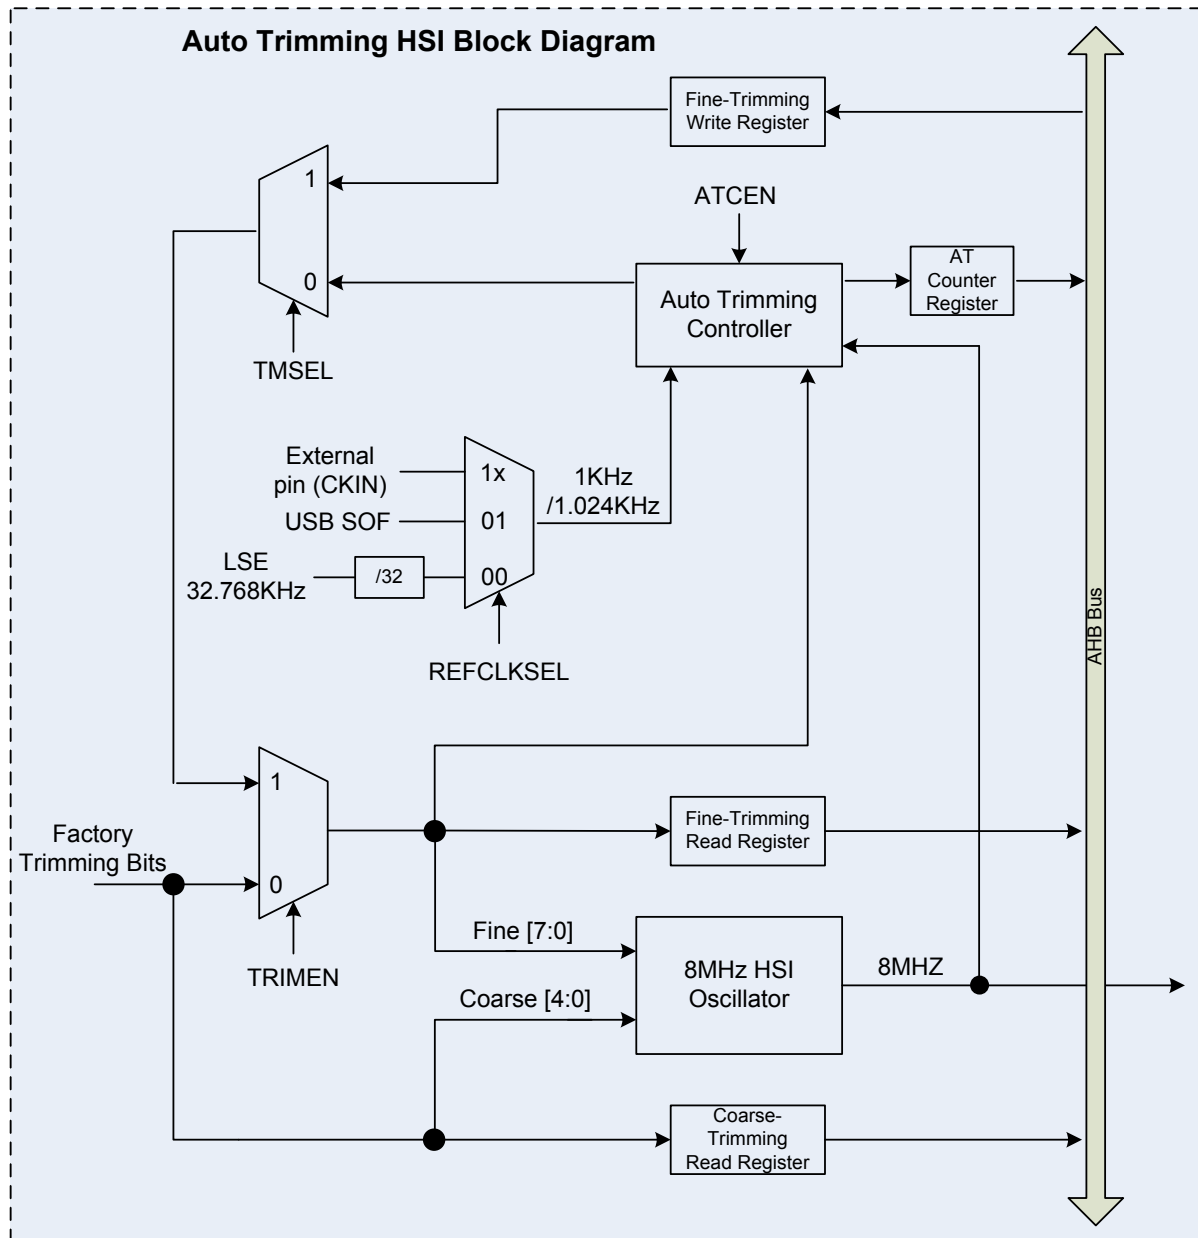 Auto Trimming HSI Block Diagram
Fine-Trimming
Write Register
1
ATCEN
0
TMSEL
Auto Trimming
Controller
AT
Counter
Register
External
pin (CKIN)
1x
1KHz
/1.024KHz
USB SOF
01
LSE
32.768KHz
/32
00
REFCLKSEL
AHB Bus
1
Factory
Trimming Bits
0
TRIMEN
Fine-Trimming
Read Register
Fine [7:0]
Coarse [4:0]
8MHz HSI
Oscillator
8MHZ
Coarse-
Trimming
Read Register